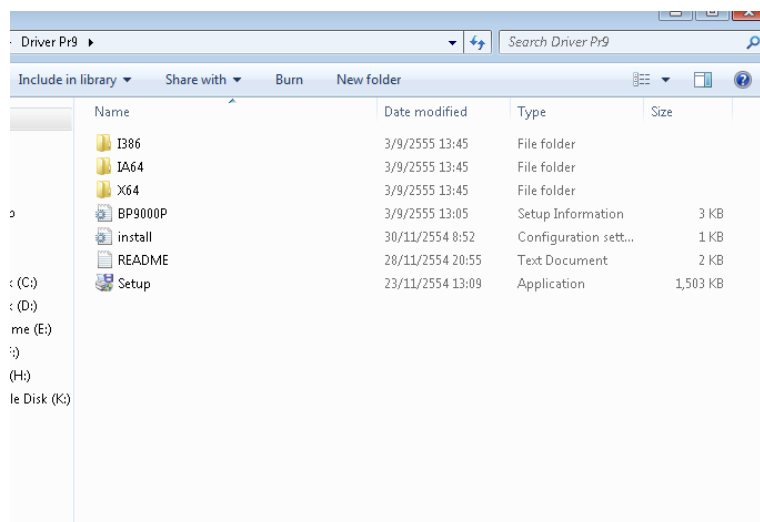 Driver Pr9
Search Driver Pr9
Include in library Share with Burn New folder
Name Date modified Type Size
I386 3/9/2555 13:45 File folder
IA64 3/9/2555 13:45 File folder
X64 3/9/2555 13:45 File folder
BP9000P 3/9/2555 13:05 Setup Information 3 KB
install 30/11/2554 8:52 Configuration sett... 1 KB
README 28/11/2554 20:55 Text Document 2 KB
Setup 23/11/2554 13:09 Application 1,503 KB
(C:)
(D:)
me (E:)
:)
(H:)
le Disk (K:)